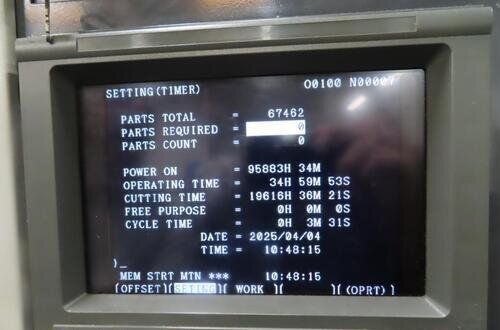 SETTING(TIMER) O0100 N00007
PARTS TOTAL = 67462
PARTS REQUIRED = 0
PARTS COUNT = 0
POWER ON = 95883H 34M
OPERATING TIME = 34H 59M 53S
CUTTING TIME = 19616H 36M 21S
FREE PURPOSE = 0H 0M 0S
CYCLE TIME = 0H 3M 31S
DATE = 2025/04/04
TIME = 10:48:15
)_
MEM STRT MTN *** 10:48:15
[OFFSET][SETING][ WORK ][ ][(OPRT)]